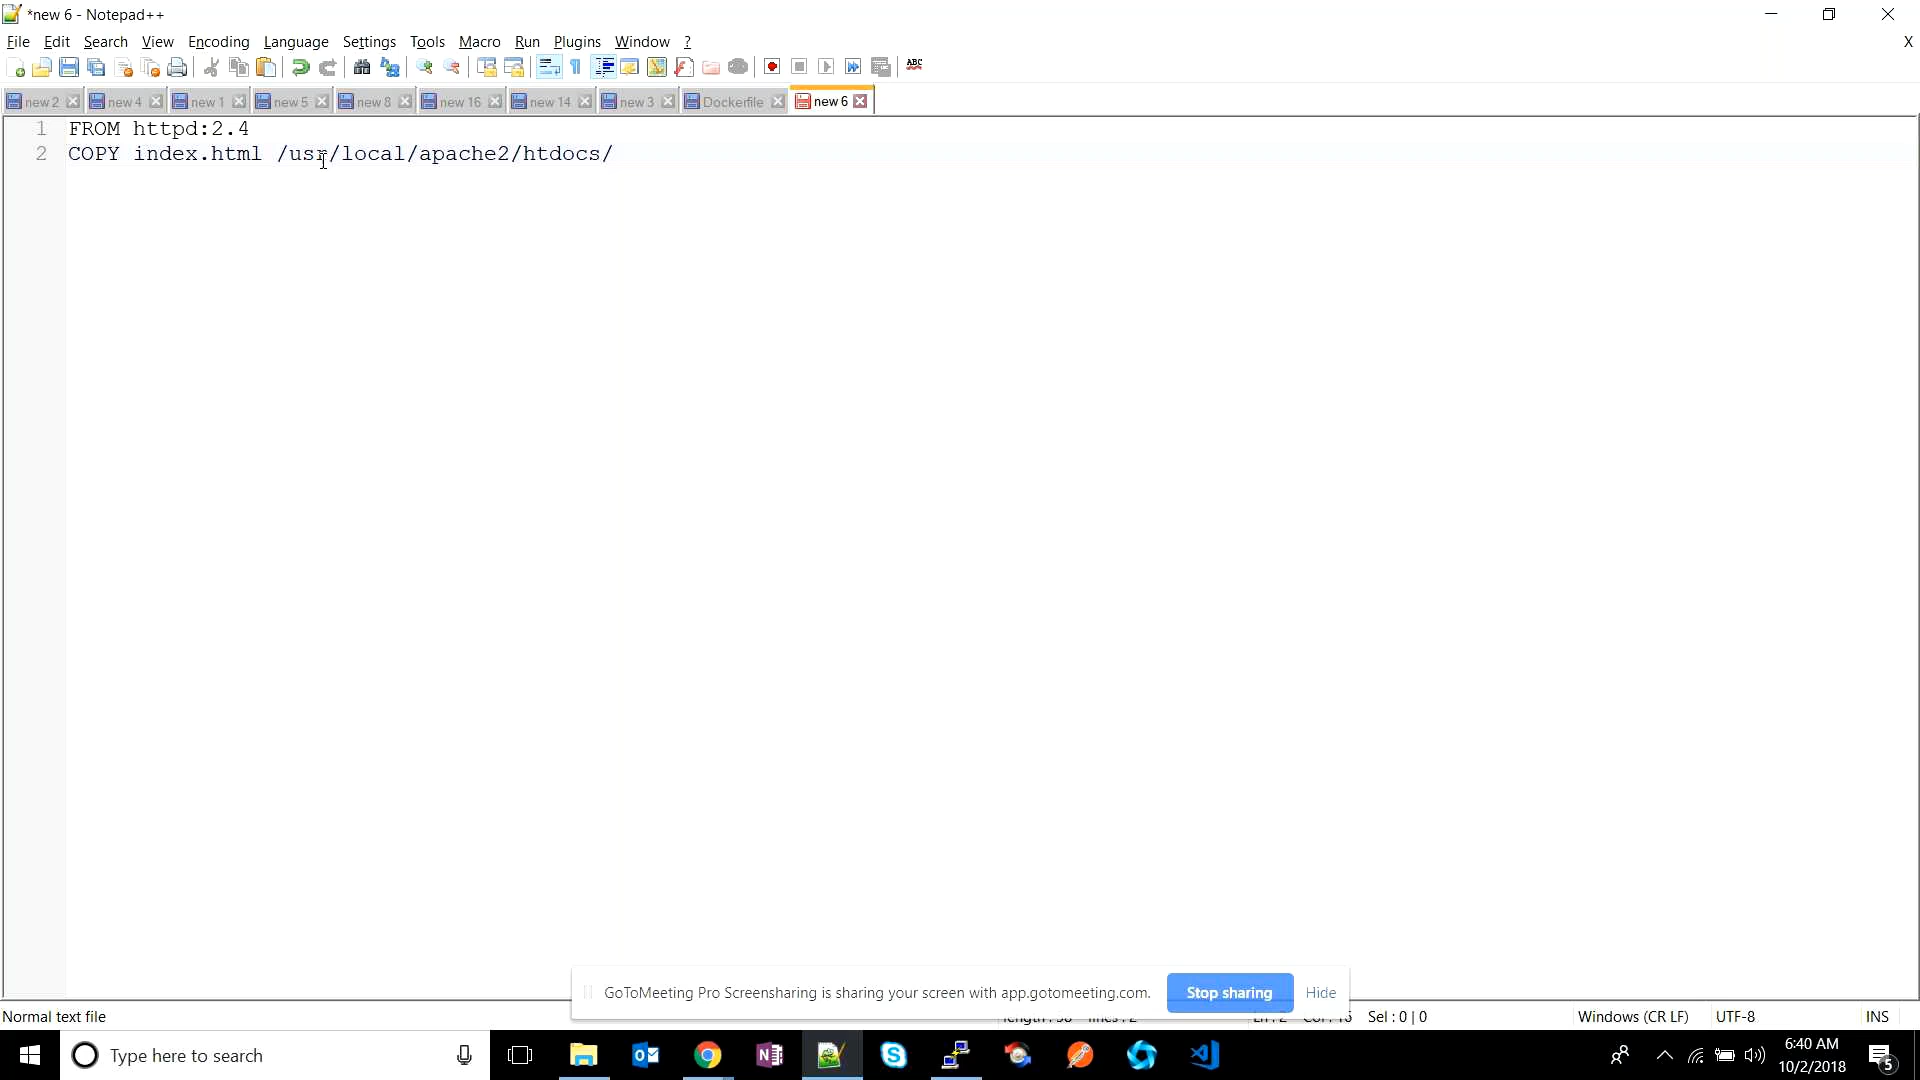 *new 6 - Notepad++
File Edit Search View Encoding Language Settings Tools Macro Run Plugins Window ?
X
ABC
new 2 new 4 new 1 new 5 new 8 new 16 new 14 new 3 Dockerfile new 6
1 FROM httpd:2.4
2 COPY index.html /usr/local/apache2/htdocs/
GoToMeeting Pro Screensharing is sharing your screen with app.gotomeeting.com. Stop sharing Hide
Normal text file Sel : 0 | 0 Windows (CR LF) UTF-8 INS
Type here to search
6:40 AM
10/2/2018
5